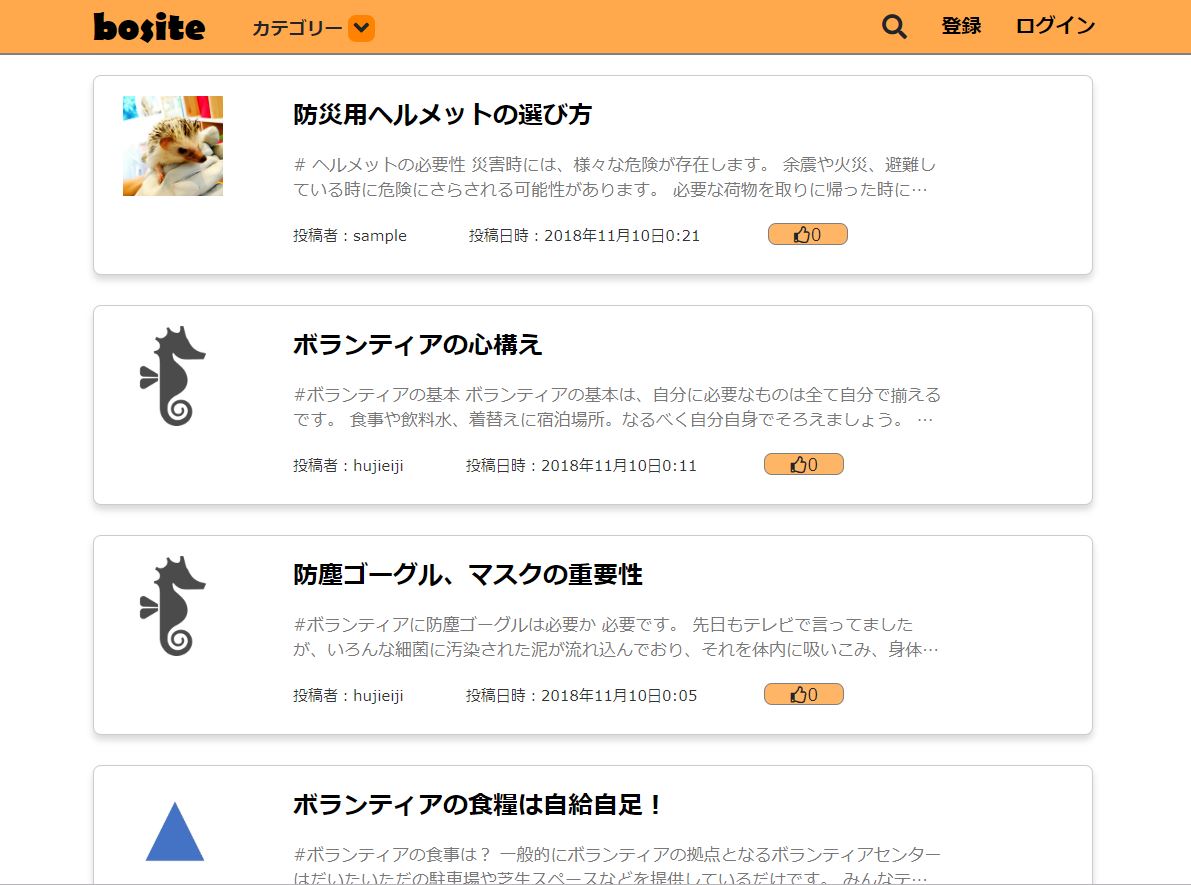 bosite カテゴリー 登録 ログイン
防災用ヘルメットの選び方
# ヘルメットの必要性 災害時には、様々な危険が存在します。 余震や火災、避難し
ている時に危険にさらされる可能性があります。 必要な荷物を取りに帰った時に…
投稿者：sample 投稿日時：2018年11月10日0:21 0
ボランティアの心構え
#ボランティアの基本 ボランティアの基本は、自分に必要なものは全て自分で揃える
です。 食事や飲料水、着替えに宿泊場所。なるべく自分自身でそろえましょう。 …
投稿者：hujieiji 投稿日時：2018年11月10日0:11 0
防塵ゴーグル、マスクの重要性
#ボランティアに防塵ゴーグルは必要か 必要です。 先日もテレビで言ってました
が、いろんな細菌に汚染された泥が流れ込んでおり、それを体内に吸いこみ、身体…
投稿者：hujieiji 投稿日時：2018年11月10日0:05 0
ボランティアの食糧は自給自足！
#ボランティアの食事は？ 一般的にボランティアの拠点となるボランティアセンター
はだいたいただの駐車場や芝生スペースなどを提供しているだけです。 みんなテ…